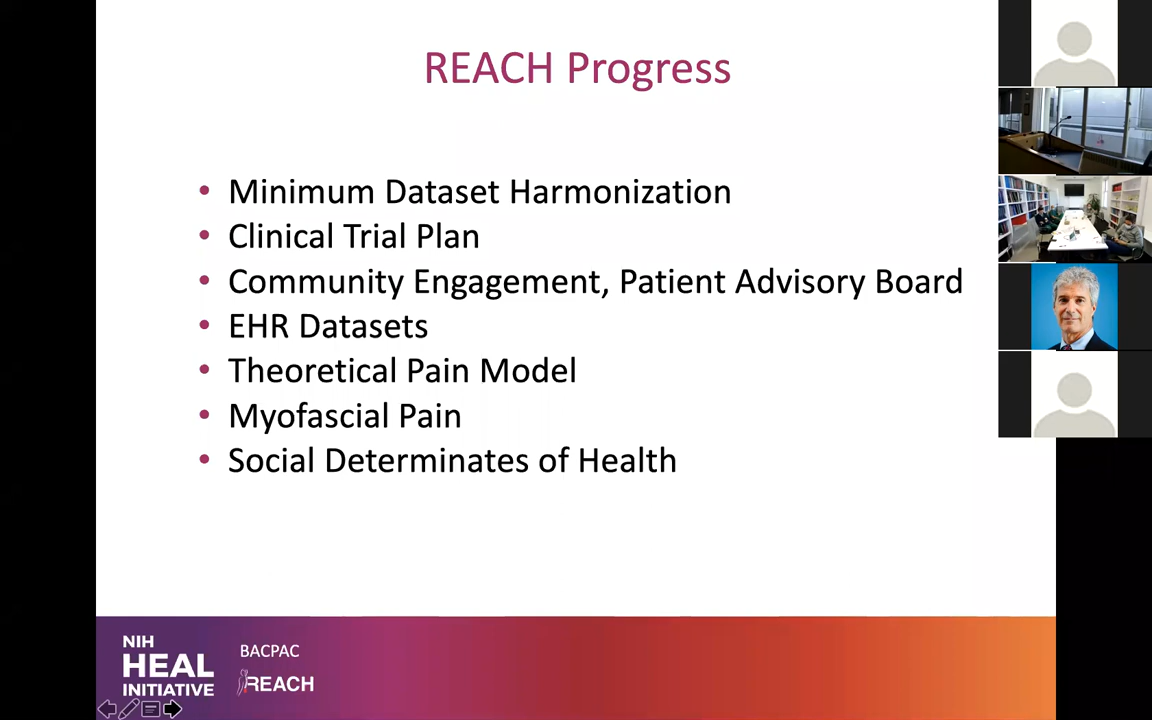 REACH Progress
• Minimum Dataset Harmonization
• Clinical Trial Plan
• Community Engagement, Patient Advisory Board
• EHR Datasets
• Theoretical Pain Model
• Myofascial Pain
• Social Determinates of Health
NIH
HEAL
INITIATIVE
BACPAC
REACH